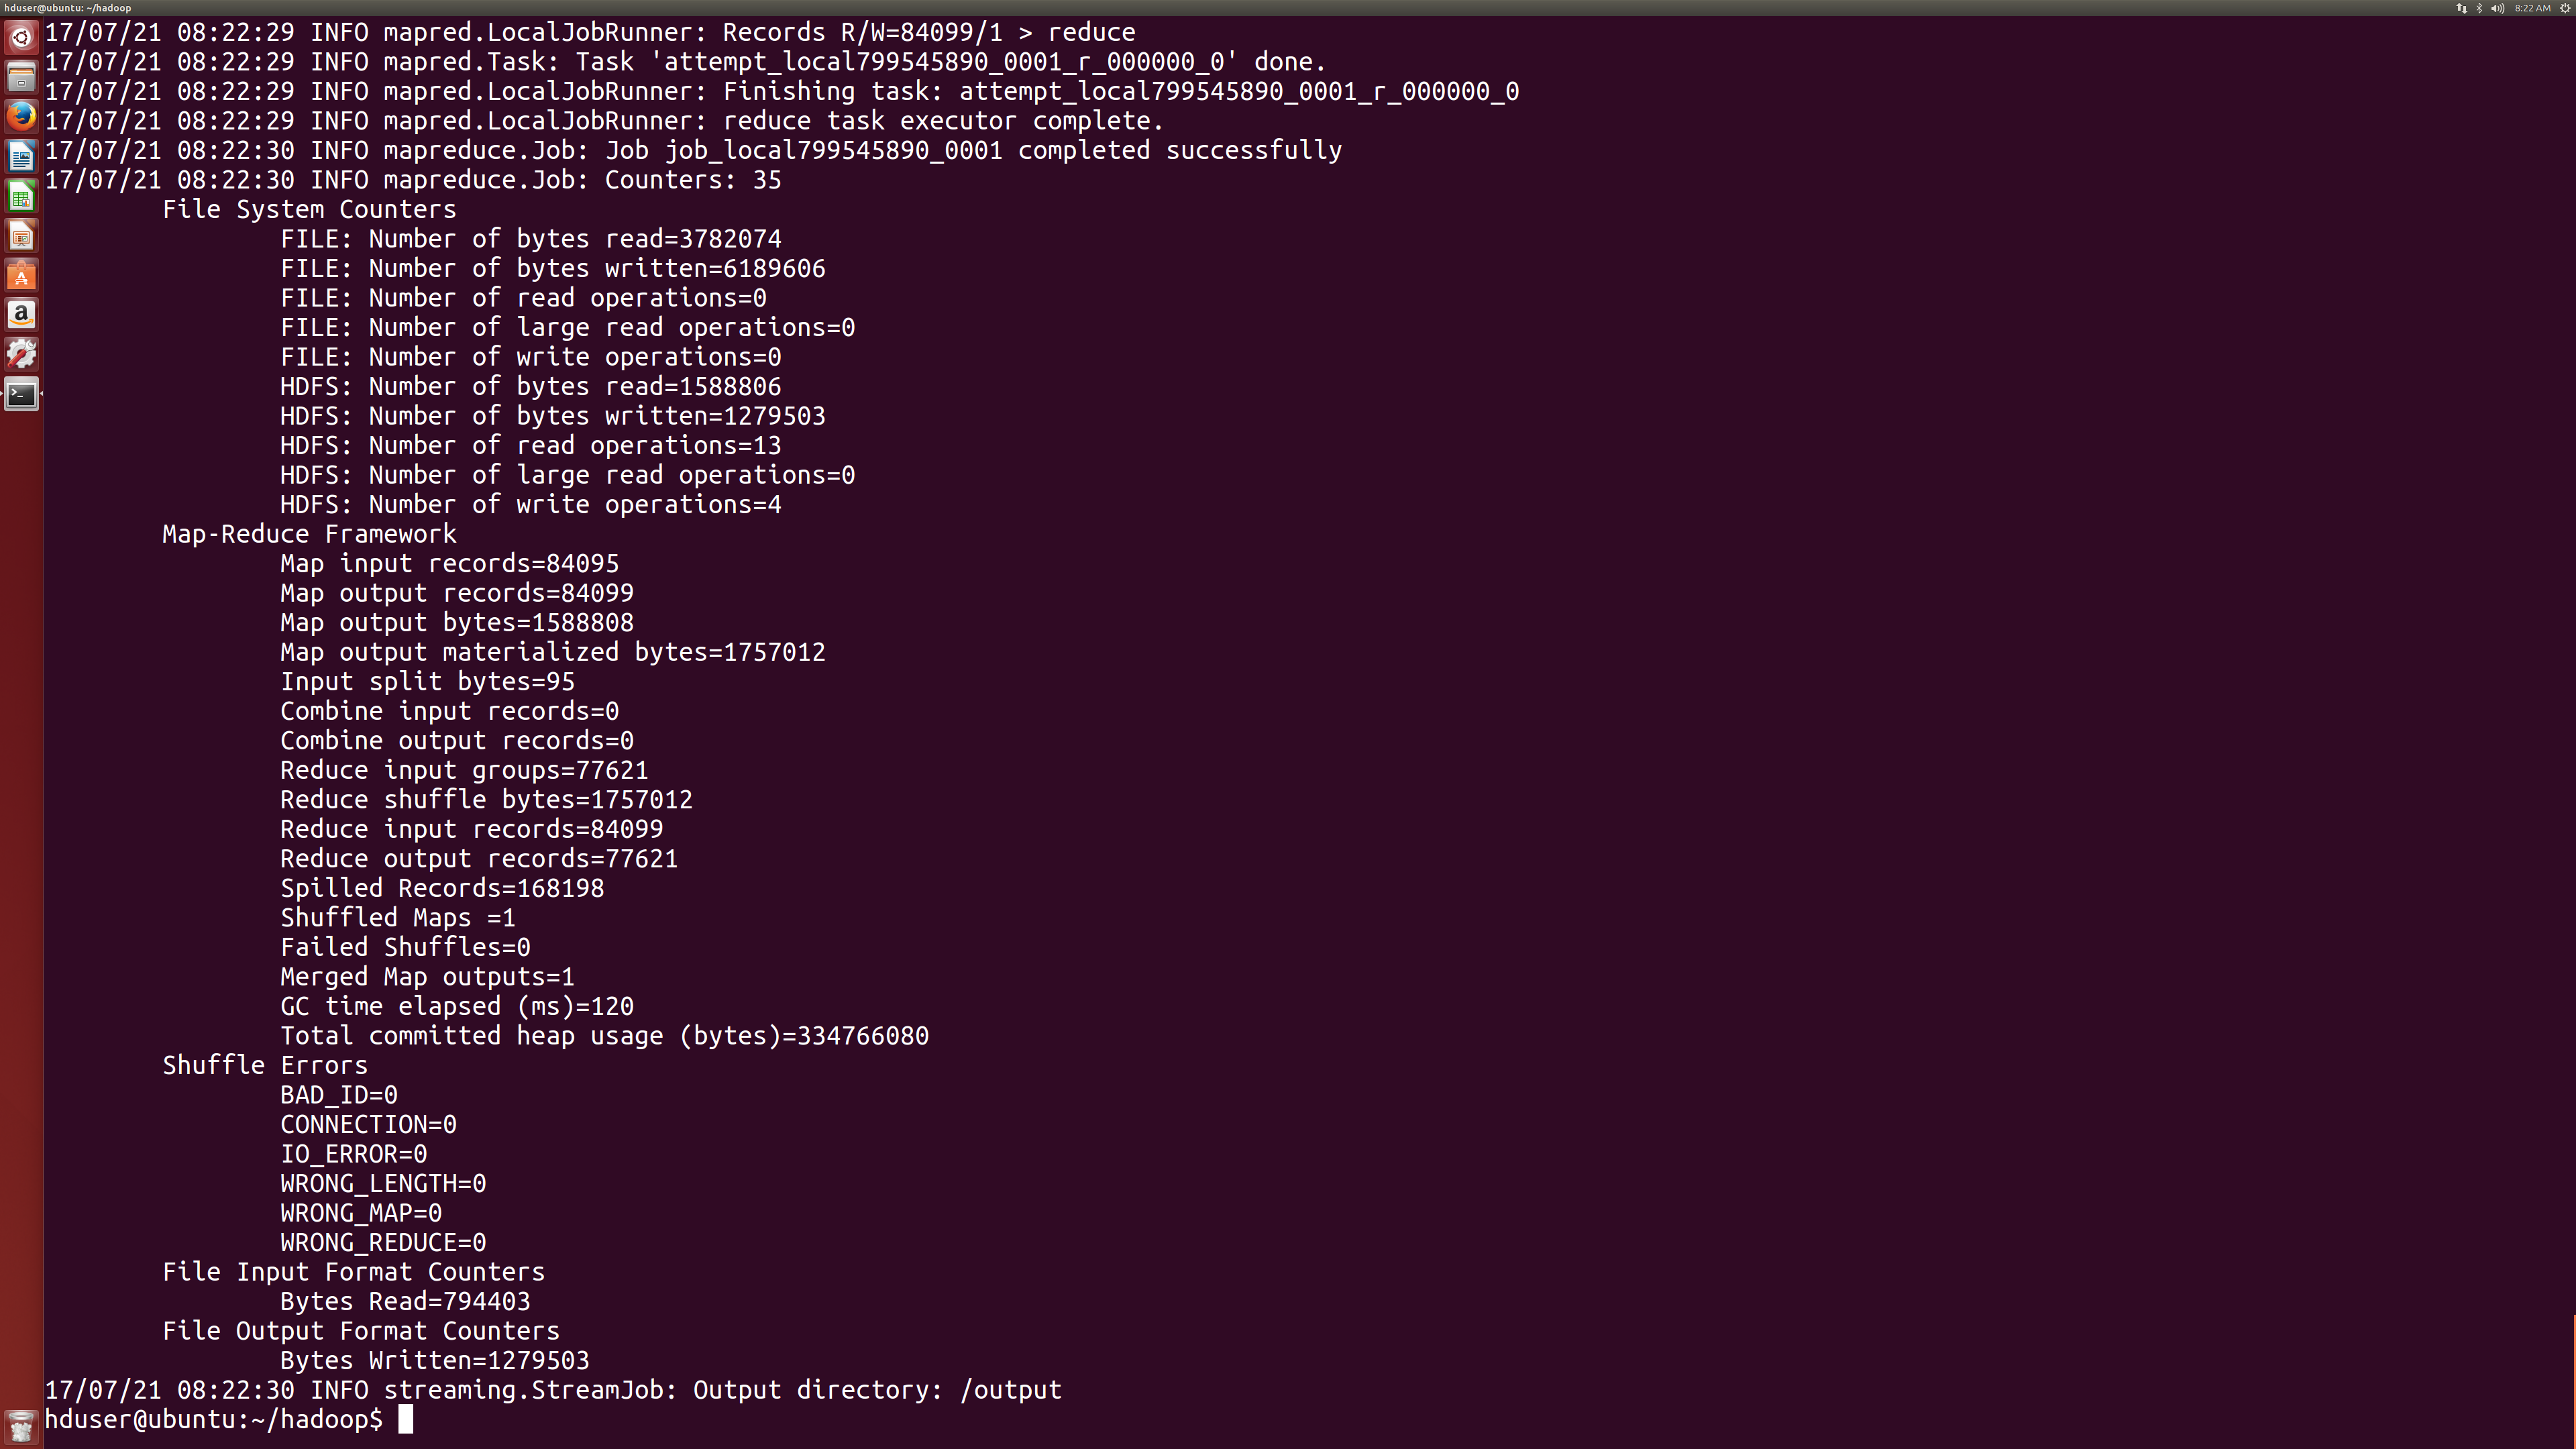 hduser@ubuntu: ~/hadoop
8:22 AM
17/07/21 08:22:29 INFO mapred.LocalJobRunner: Records R/W=84099/1 > reduce
17/07/21 08:22:29 INFO mapred.Task: Task 'attempt_local799545890_0001_r_000000_0' done.
17/07/21 08:22:29 INFO mapred.LocalJobRunner: Finishing task: attempt_local799545890_0001_r_000000_0
17/07/21 08:22:29 INFO mapred.LocalJobRunner: reduce task executor complete.
17/07/21 08:22:30 INFO mapreduce.Job: Job job_local799545890_0001 completed successfully
17/07/21 08:22:30 INFO mapreduce.Job: Counters: 35
File System Counters
FILE: Number of bytes read=3782074
FILE: Number of bytes written=6189606
FILE: Number of read operations=0
FILE: Number of large read operations=0
FILE: Number of write operations=0
HDFS: Number of bytes read=1588806
HDFS: Number of bytes written=1279503
HDFS: Number of read operations=13
HDFS: Number of large read operations=0
HDFS: Number of write operations=4
Map-Reduce Framework
Map input records=84095
Map output records=84099
Map output bytes=1588808
Map output materialized bytes=1757012
Input split bytes=95
Combine input records=0
Combine output records=0
Reduce input groups=77621
Reduce shuffle bytes=1757012
Reduce input records=84099
Reduce output records=77621
Spilled Records=168198
Shuffled Maps =1
Failed Shuffles=0
Merged Map outputs=1
GC time elapsed (ms)=120
Total committed heap usage (bytes)=334766080
Shuffle Errors
BAD_ID=0
CONNECTION=0
IO_ERROR=0
WRONG_LENGTH=0
WRONG_MAP=0
WRONG_REDUCE=0
File Input Format Counters
Bytes Read=794403
File Output Format Counters
Bytes Written=1279503
17/07/21 08:22:30 INFO streaming.StreamJob: Output directory: /output
hduser@ubuntu:~/hadoop$